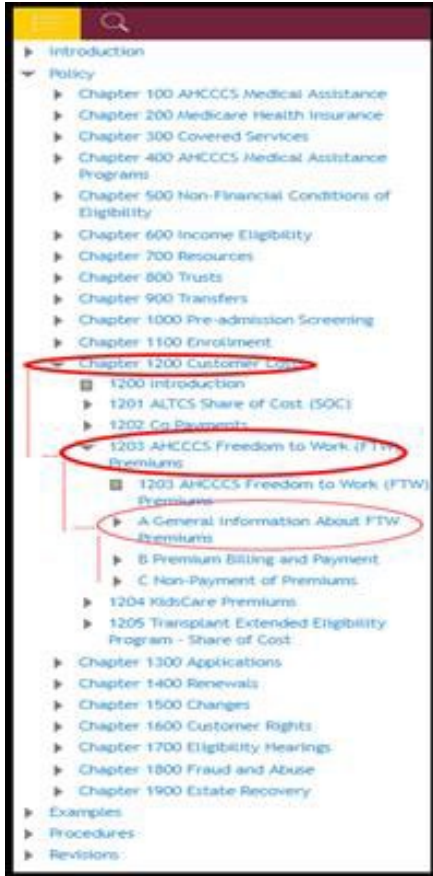 Introduction
Policy
Chapter 100 AHCCCS Medical Assistance
Chapter 200 Medicare Health Insurance
Chapter 300 Covered Services
Chapter 400 AHCCCS Medical Assistance
Programs
Chapter 500 Non-Financial Conditions of
Eligibility
Chapter 600 Income Eligibility
Chapter 700 Resources
Chapter 800 Trusts
Chapter 900 Transfers
Chapter 1000 Pre-admission Screening
Chapter 1100 Enrollment
Chapter 1200 Customer Costs
1200 Introduction
1201 ALTCS Share of Cost (SOC)
1202 Co Payments
1203 AHCCCS Freedom to Work (FTW)
Premiums
1203 AHCCCS Freedom to Work (FTW)
Premiums
A General Information About FTW
Premiums
B Premium Billing and Payment
C Non-Payment of Premiums
1204 KidsCare Premiums
1205 Transplant Extended Eligibility
Program - Share of Cost
Chapter 1300 Applications
Chapter 1400 Renewals
Chapter 1500 Changes
Chapter 1600 Customer Rights
Chapter 1700 Eligibility Hearings
Chapter 1800 Fraud and Abuse
Chapter 1900 Estate Recovery
Examples
Procedures
Revisions